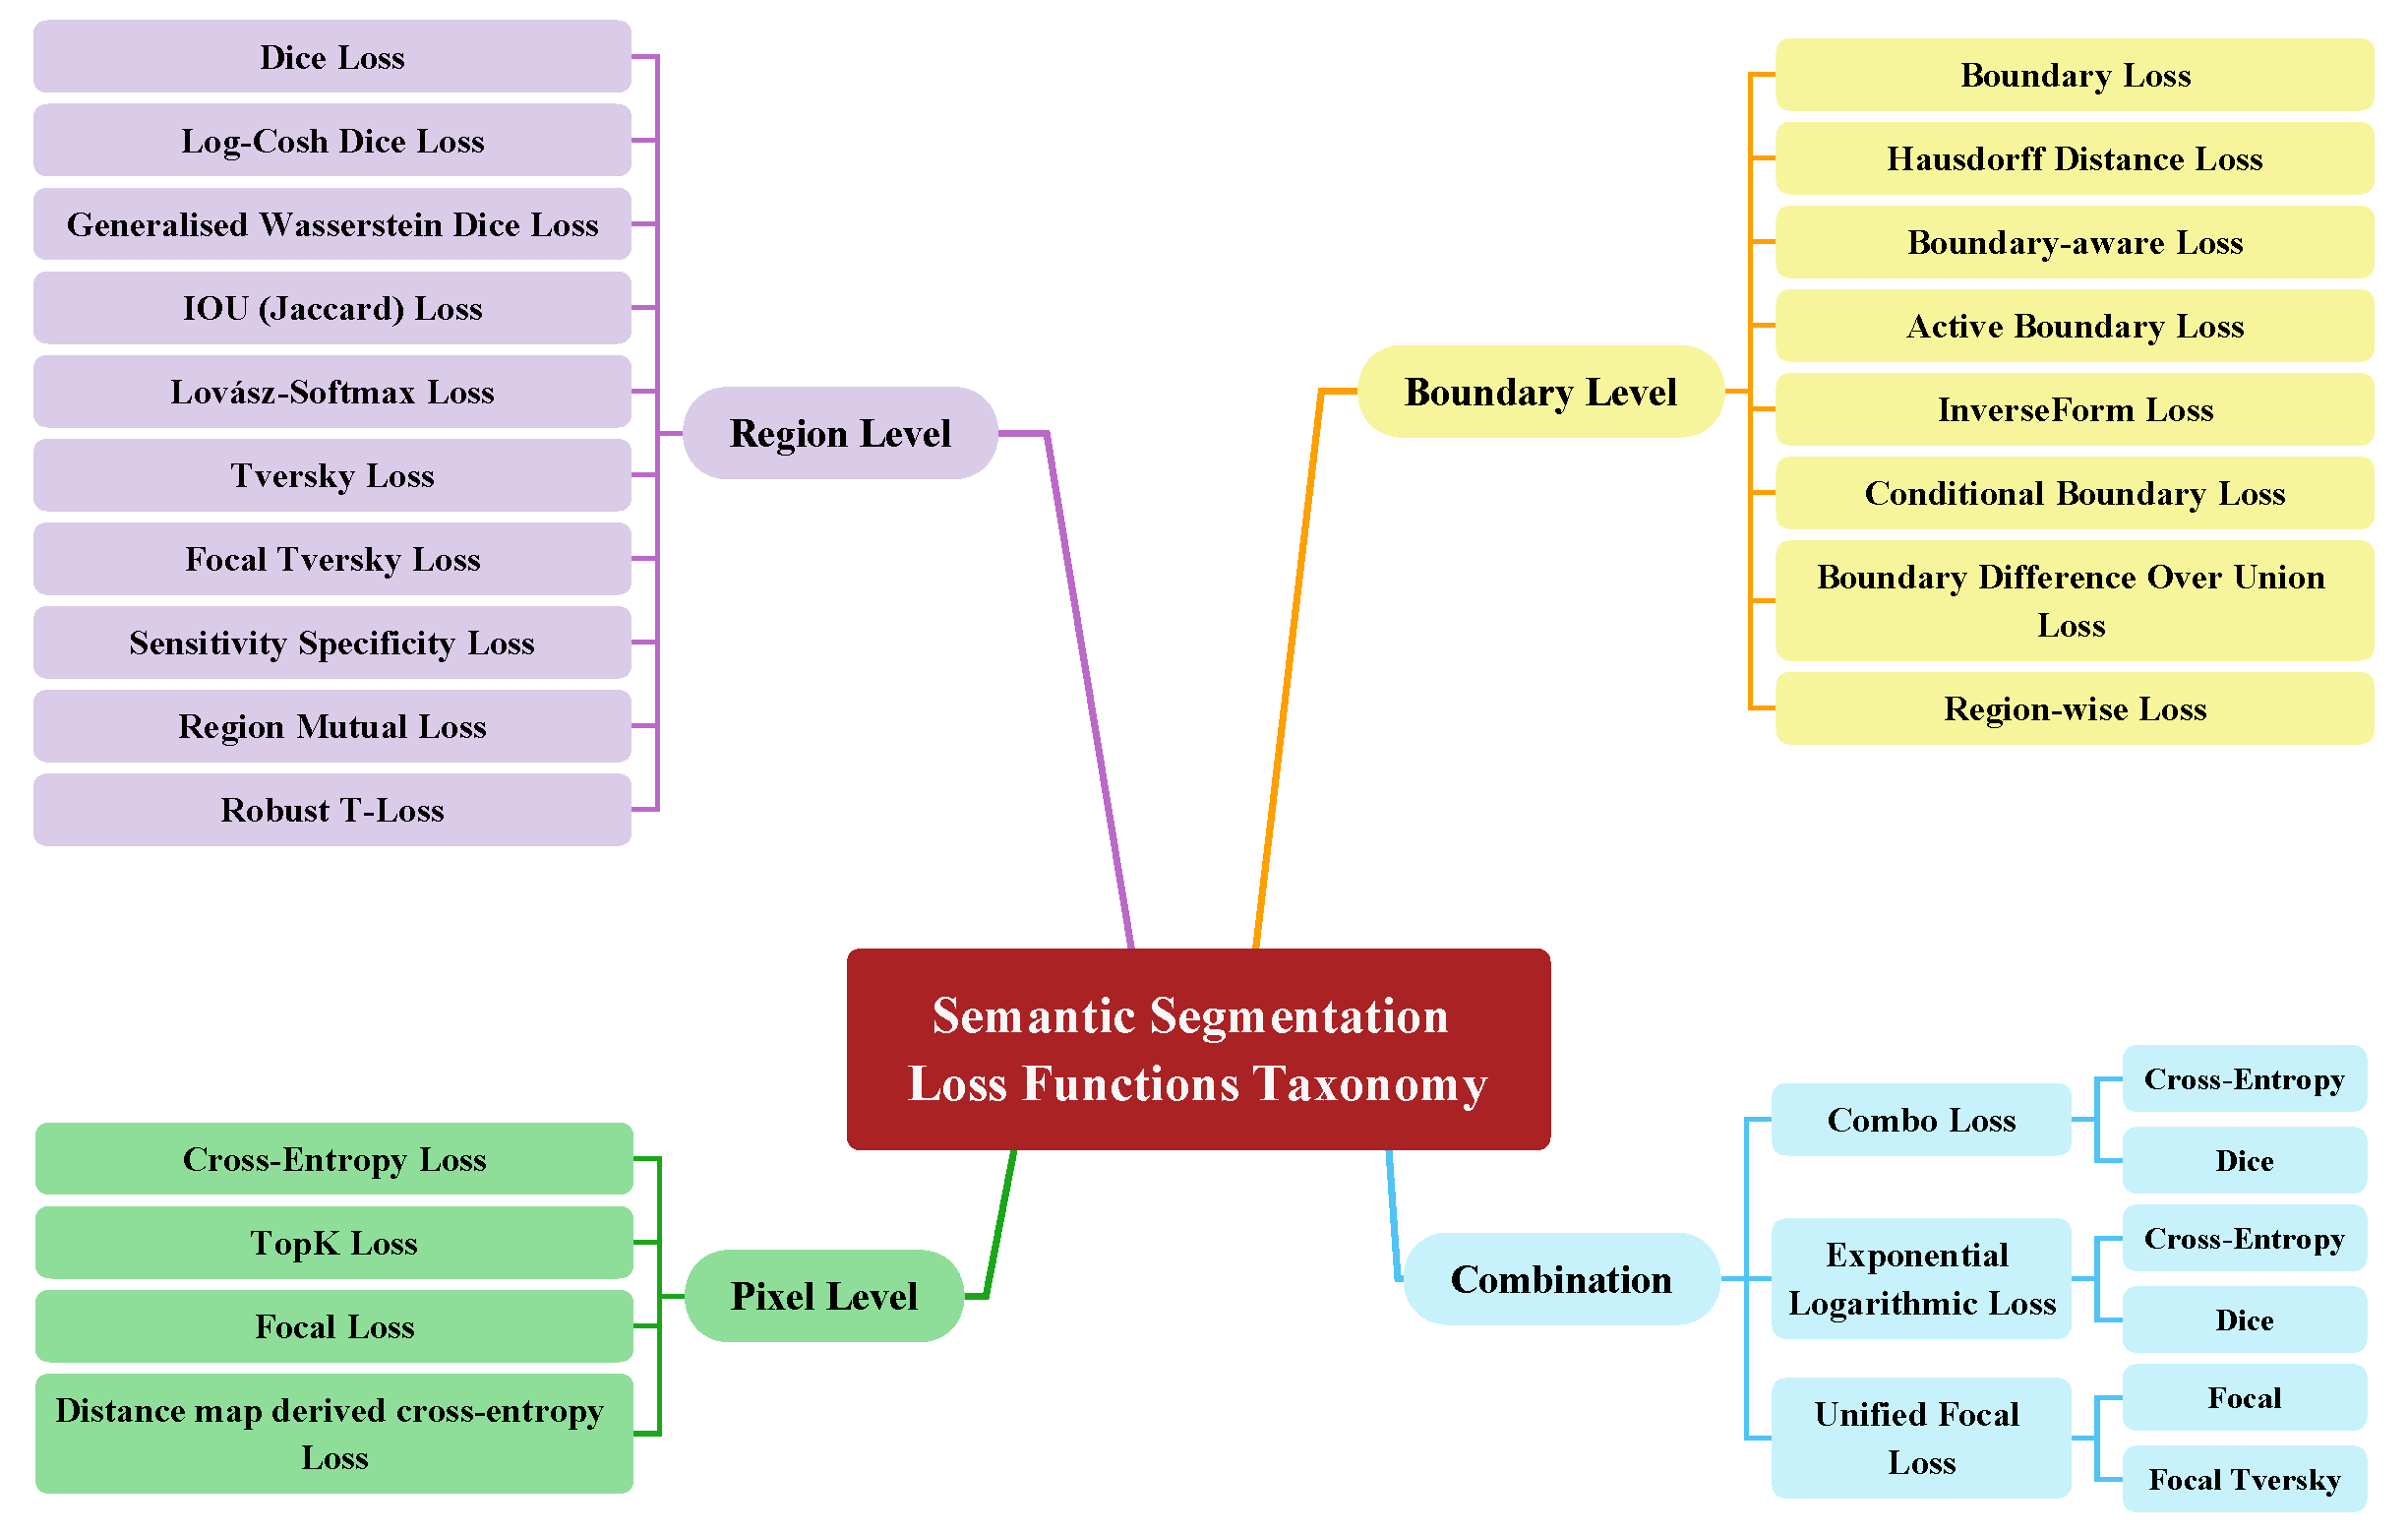 Dice Loss
Log-Cosh Dice Loss
Generalised Wasserstein Dice Loss
IOU (Jaccard) Loss
Lovász-Softmax Loss
Tversky Loss
Focal Tversky Loss
Sensitivity Specificity Loss
Region Mutual Loss
Robust T-Loss
Region Level
Boundary Level
Boundary Loss
Hausdorff Distance Loss
Boundary-aware Loss
Active Boundary Loss
InverseForm Loss
Conditional Boundary Loss
Boundary Difference Over Union
Loss
Region-wise Loss
Semantic Segmentation
Loss Functions Taxonomy
Cross-Entropy Loss
TopK Loss
Focal Loss
Distance map derived cross-entropy
Loss
Pixel Level
Combination
Combo Loss
Cross-Entropy
Dice
Exponential
Logarithmic Loss
Cross-Entropy
Dice
Unified Focal
Loss
Focal
Focal Tversky